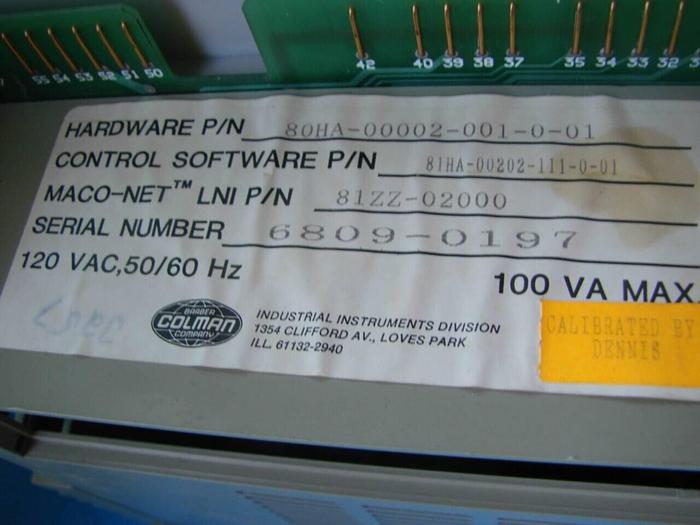 55 54 53 52 51 50
42 40 39 38 37 35 34 33 32
HARDWARE P/N 80HA-00002-001-0-01
CONTROL SOFTWARE P/N 81HA-00202-111-0-01
MACO-NET™ LNI P/N 81ZZ-02000
SERIAL NUMBER 6809-0197
120 VAC,50/60 Hz
100 VA MAX
BARBER
COLMAN
COMPANY
INDUSTRIAL INSTRUMENTS DIVISION
1354 CLIFFORD AV., LOVES PARK
ILL. 61132-2940
CALIBRATED BY
DENNIS